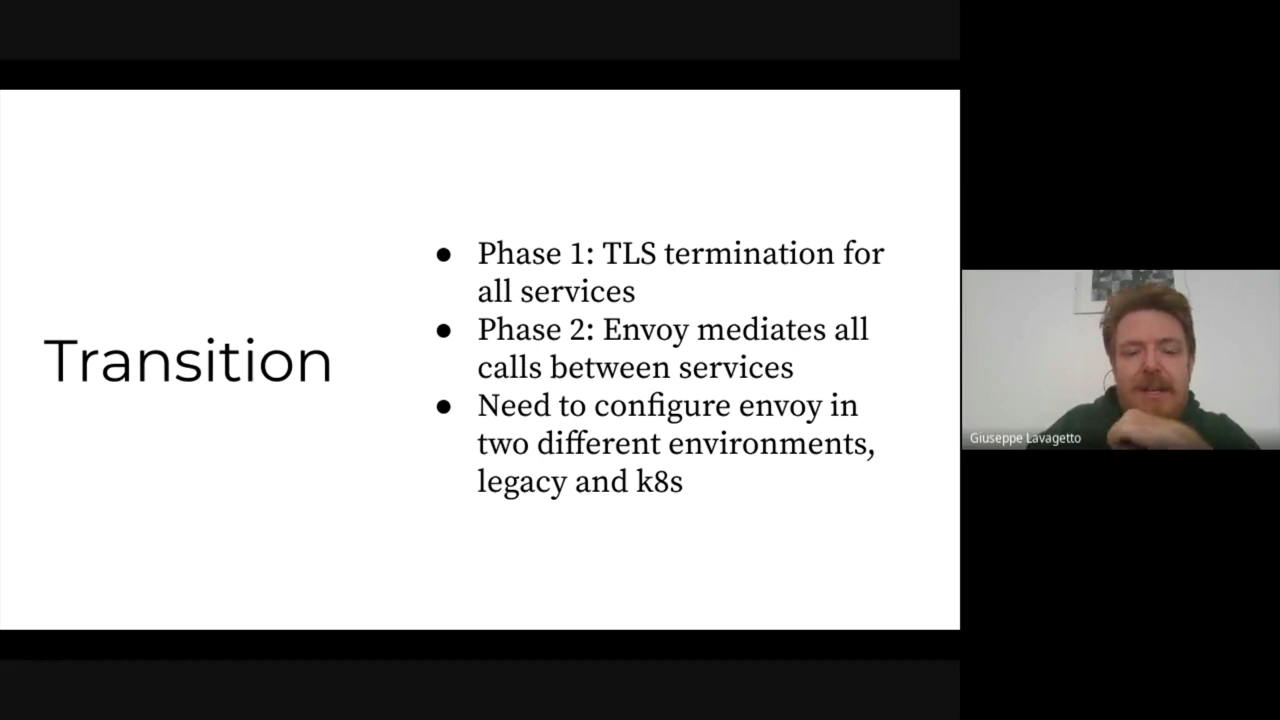 Transition
● Phase 1: TLS termination for
all services
● Phase 2: Envoy mediates all
calls between services
● Need to configure envoy in
two different environments,
legacy and k8s
Giuseppe Lavagetto